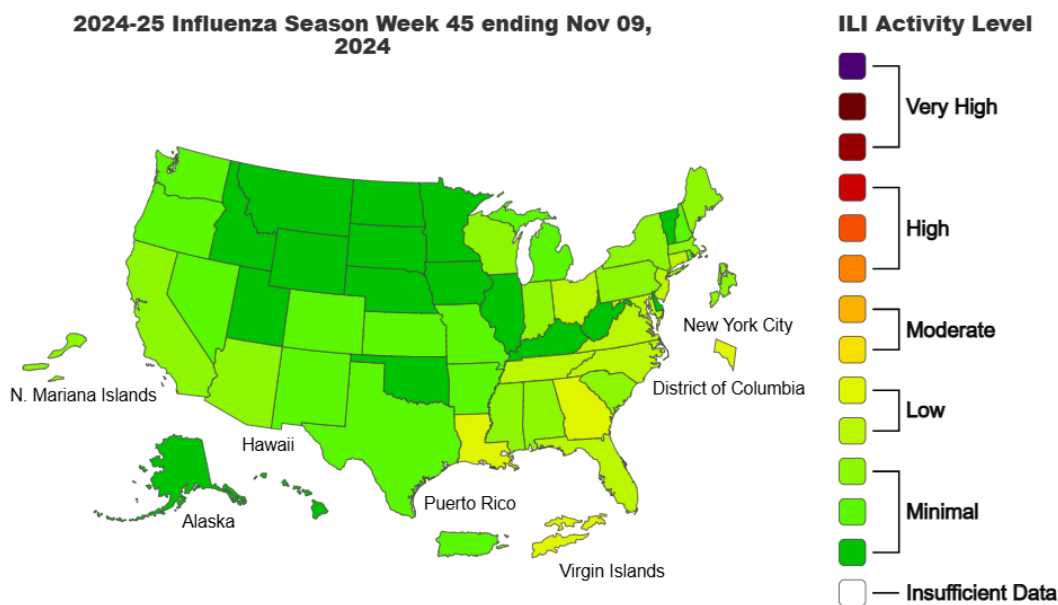 2024-25 Influenza Season Week 45 ending Nov 09,
2024
ILI Activity Level
Very High
High
Moderate
Low
Minimal
Insufficient Data
New York City
District of Columbia
N. Mariana Islands
Hawaii
Alaska
Puerto Rico
Virgin Islands